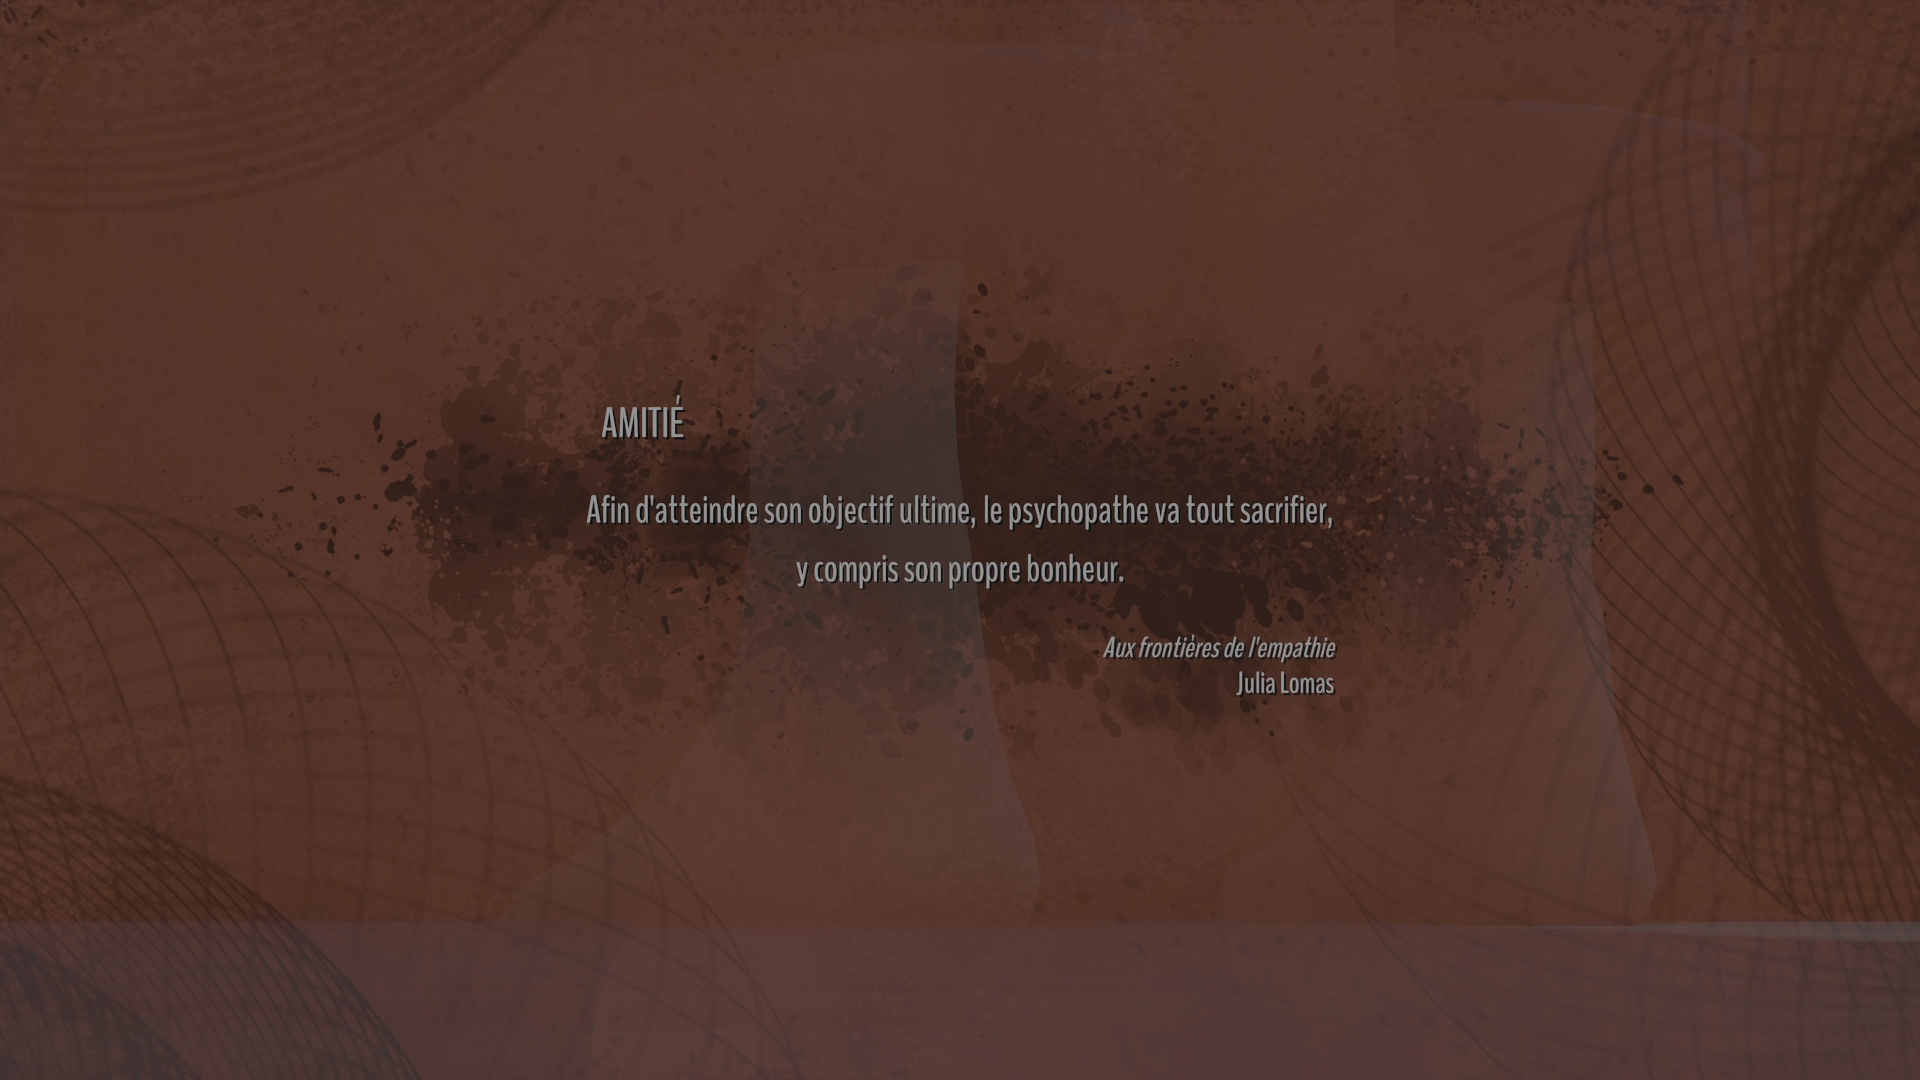 AMITIÉ
Afin d'atteindre son objectif ultime, le psychopathe va tout sacrifier,
y compris son propre bonheur.
Aux frontières de l'empathie
Julia Lomas